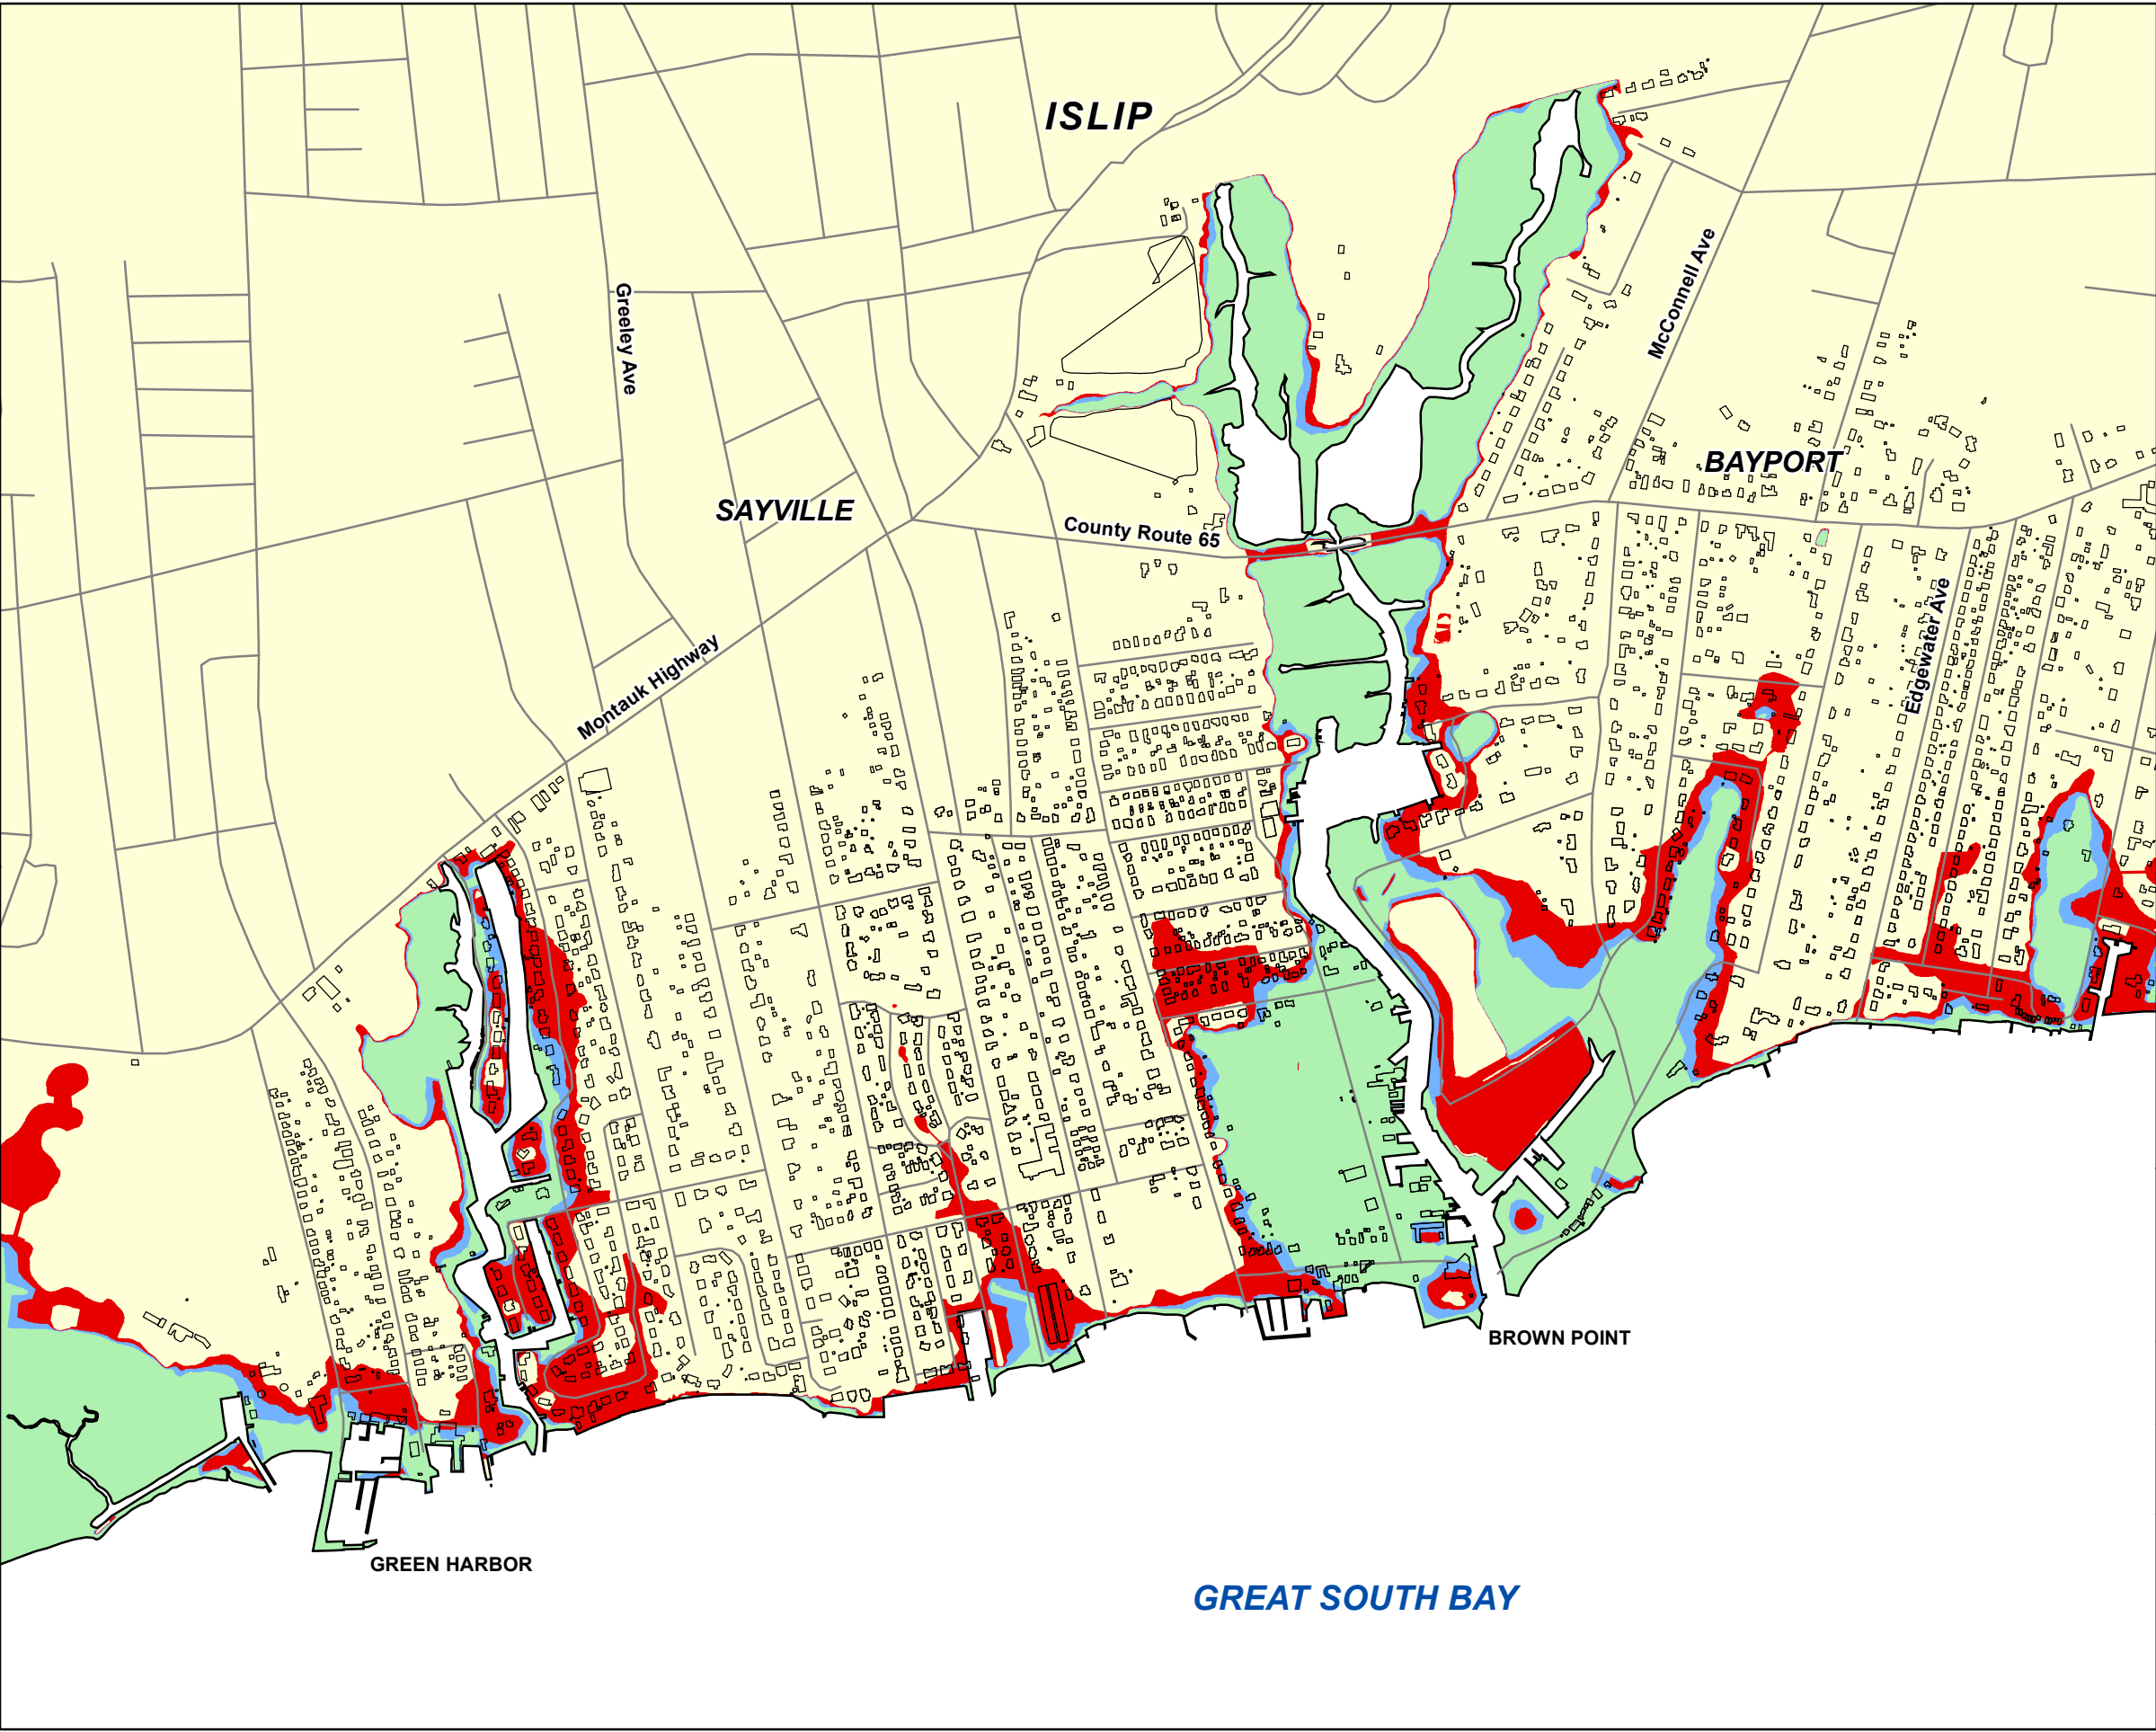 ISLIP
McConnell Ave
Greeley Ave
BAYPORT
SAYVILLE
County Route 65
Edgewater Ave
Montauk Highway
BROWN POINT
GREEN HARBOR
GREAT SOUTH BAY